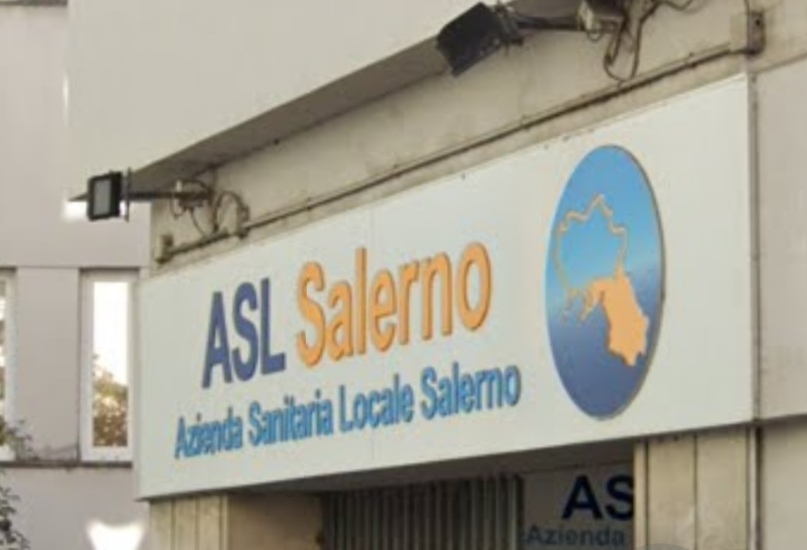 ASL Salerno
Azienda Sanitaria Locale Salerno
AS
Azienda